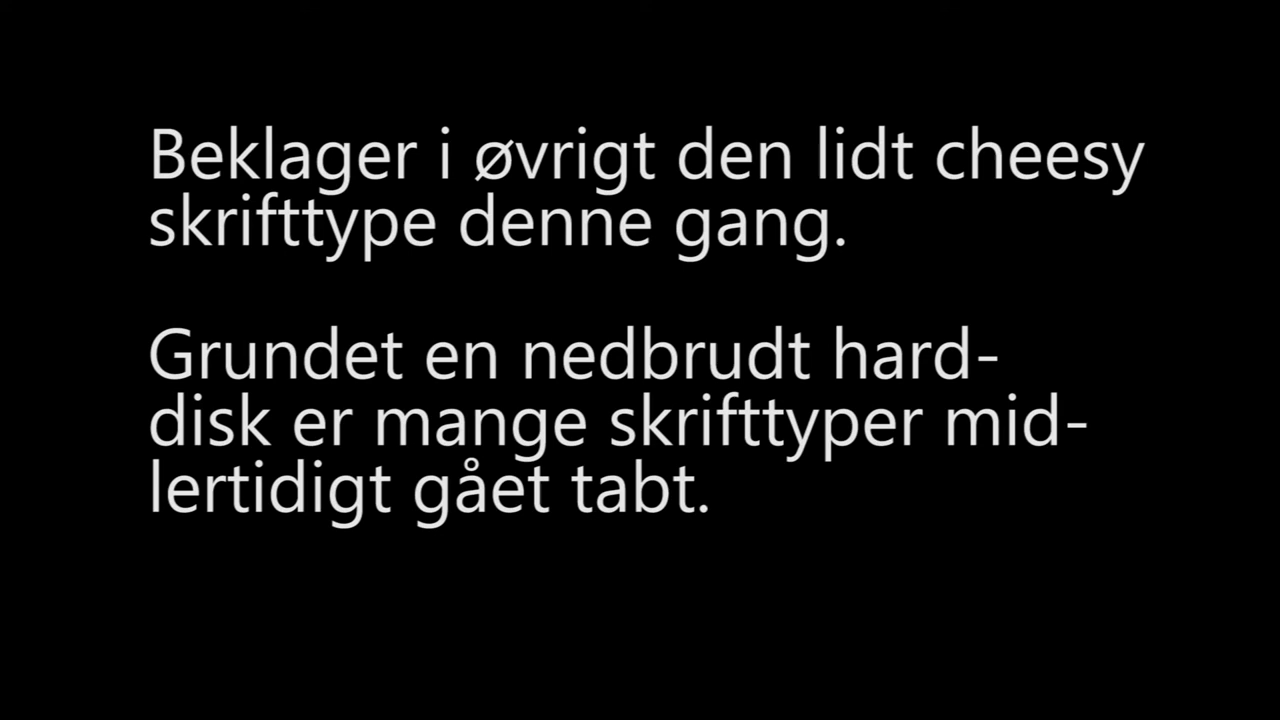 Beklager i øvrigt den lidt cheesy
skrifttype denne gang.
Grundet en nedbrudt hard-
disk er mange skrifttyper mid-
lertidigt gået tabt.